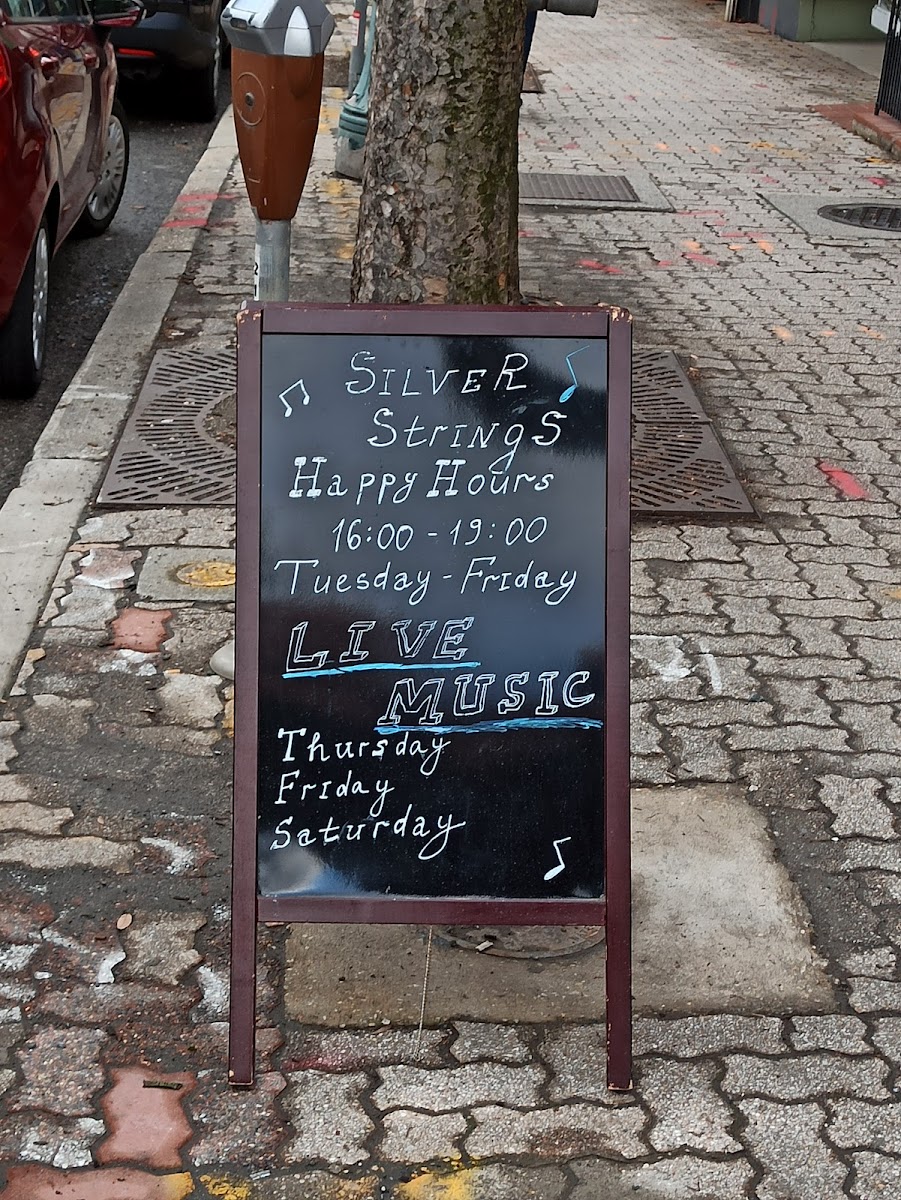 SILVER
StringS
Happy Hours
16:00 - 19:00
Tuesday - Friday
LIVE
MUSIC
Thursday
Friday
Saturday